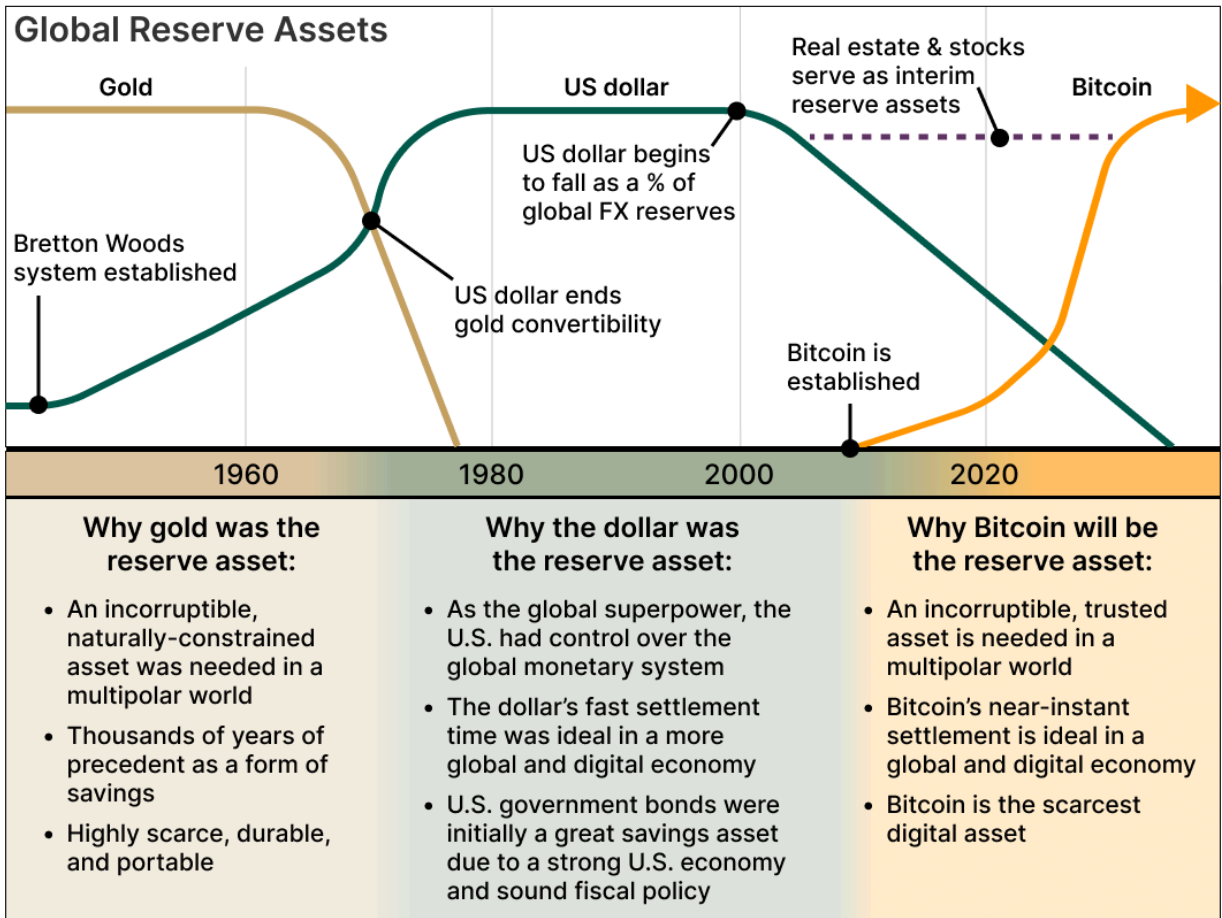 Global Reserve Assets
Gold
US dollar
Real estate & stocks
serve as interim
reserve assets
Bitcoin
US dollar begins
to fall as a % of
global FX reserves
Bretton Woods
system established
US dollar ends
gold convertibility
Bitcoin is
established
1960
1980
2000
2020
Why gold was the
reserve asset:
• An incorruptible,
naturally-constrained
asset was needed in a
multipolar world
• Thousands of years of
precedent as a form of
savings
• Highly scarce, durable,
and portable
Why the dollar was
the reserve asset:
• As the global superpower, the
U.S. had control over the
global monetary system
• The dollar’s fast settlement
time was ideal in a more
global and digital economy
• U.S. government bonds were
initially a great savings asset
due to a strong U.S. economy
and sound fiscal policy
Why Bitcoin will be
the reserve asset:
• An incorruptible, trusted
asset is needed in a
multipolar world
• Bitcoin’s near-instant
settlement is ideal in a
global and digital economy
• Bitcoin is the scarcest
digital asset